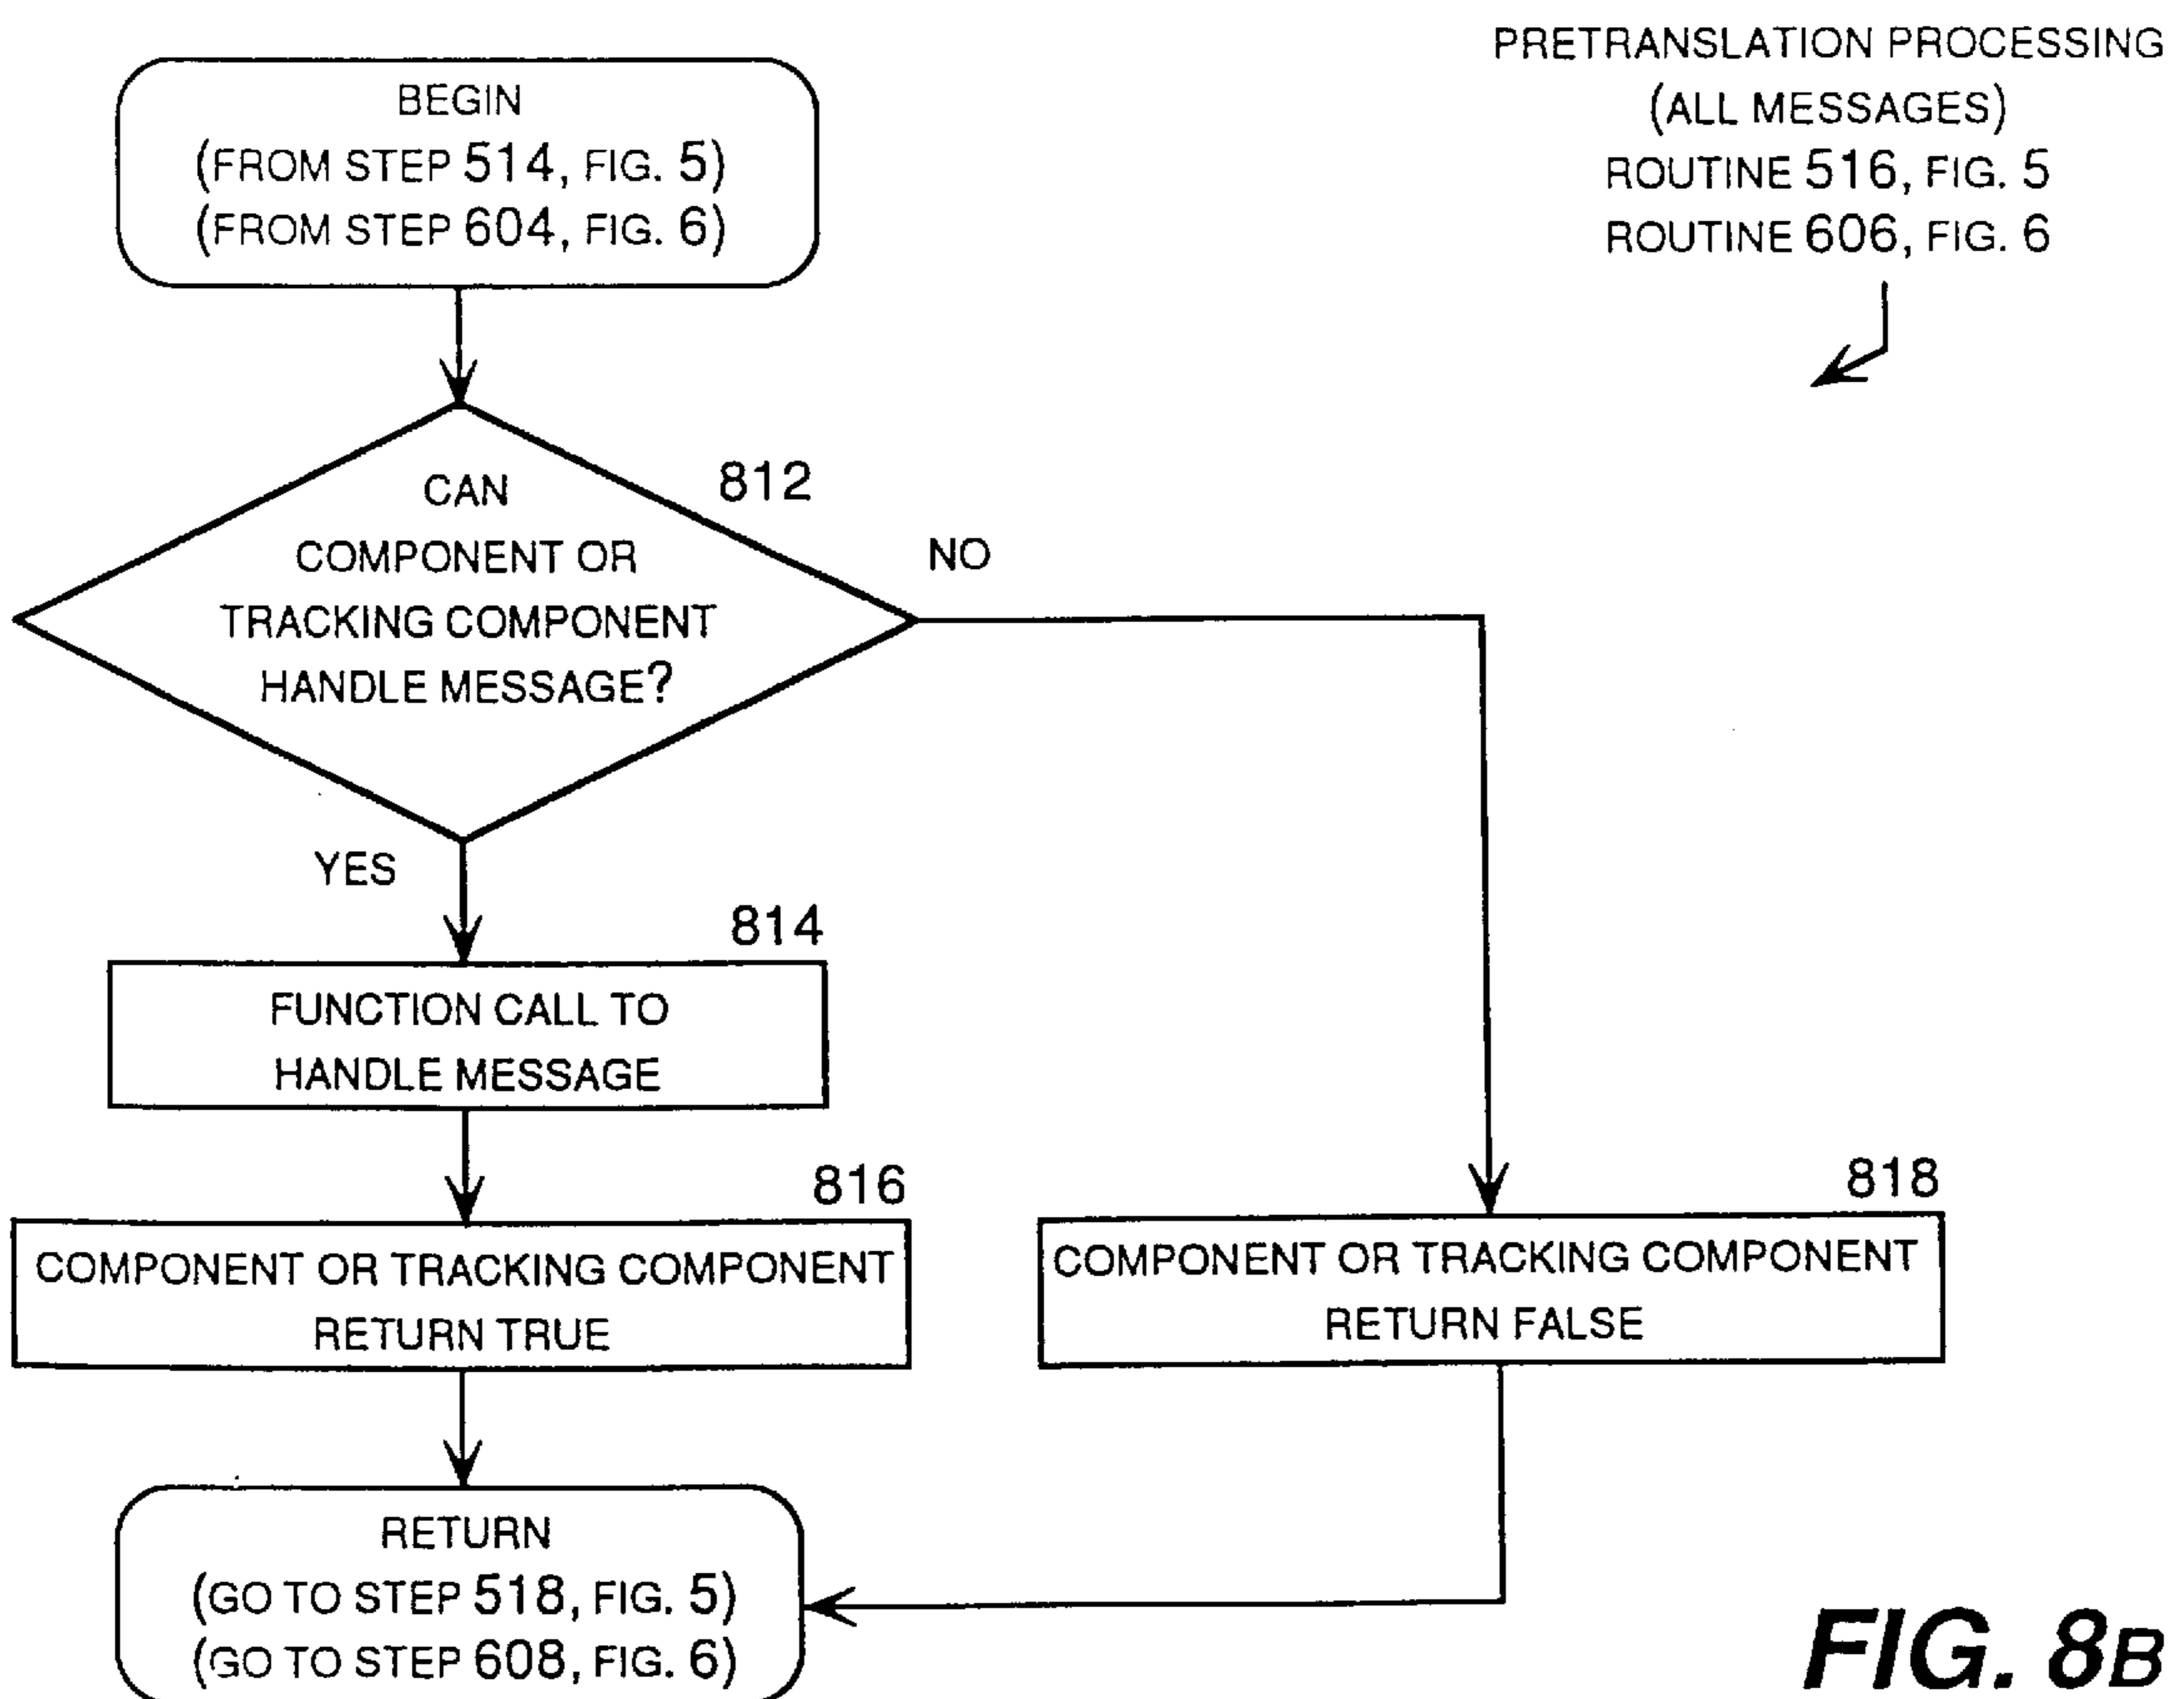 PRETRANSLATION PROCESSING
(ALL MESSAGES)
ROUTINE 516, FIG. 5
ROUTINE 606, FIG. 6
BEGIN
(FROM STEP 514, FIG. 5)
(FROM STEP 604, FIG. 6)
812
CAN
COMPONENT OR
TRACKING COMPONENT
HANDLE MESSAGE?
NO
YES
814
FUNCTION CALL TO
HANDLE MESSAGE
816
COMPONENT OR TRACKING COMPONENT
RETURN TRUE
818
COMPONENT OR TRACKING COMPONENT
RETURN FALSE
RETURN
(GO TO STEP 518, FIG. 5)
(GO TO STEP 608, FIG. 6)
FIG. 8B